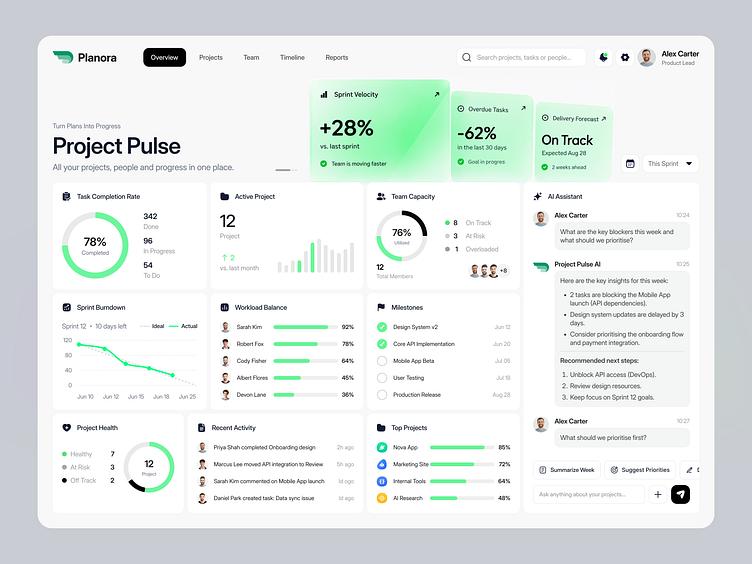 Planora
Overview
Projects
Team
Timeline
Reports
Search projects, tasks or people...
Alex Carter
Product Lead
Turn Plans Into Progress
Project Pulse
All your projects, people and progress in one place.
Sprint Velocity
+28%
vs. last sprint
Team is moving faster
Overdue Tasks
-62%
in the last 30 days
Goal in progres
Delivery Forecast
On Track
Expected Aug 28
2 weeks ahead
This Sprint
Task Completion Rate
78%
Completed
342
Done
96
In Progress
54
To Do
Active Project
12
Project
↑ 2
vs. last month
Team Capacity
76%
Utilized
8 On Track
3 At Risk
1 Overloaded
12
Total Members
+8
Sprint Burndown
Sprint 12 • 10 days left
Ideal
Actual
120
80
40
0
Jun 10
Jun 12
Jun 15
Jun 18
Jun 25
Workload Balance
Sarah Kim 92%
Robert Fox 78%
Cody Fisher 64%
Albert Flores 45%
Devon Lane 36%
Milestones
Design System v2 Jun 12
Core API Implementation Jun 20
Mobile App Beta Jul 05
User Testing Jul 18
Production Release Aug 28
Project Health
Healthy 7
At Risk 3
Off Track 2
12
Project
Recent Activity
Priya Shah completed Onboarding design 2h ago
Marcus Lee moved API integration to Review 5h ago
Sarah Kim commented on Mobile App launch 1d ago
Daniel Park created task: Data sync issue 1d ago
Top Projects
Nova App 85%
Marketing Site 72%
Internal Tools 64%
AI Research 48%
AI Assistant
Alex Carter 10:24
What are the key blockers this week and
what should we prioritise?
Project Pulse AI 10:25
Here are the key insights for this week:
• 2 tasks are blocking the Mobile App
launch (API dependencies).
• Design system updates are delayed by 3
days.
• Consider prioritising the onboarding flow
and payment integration.
Recommended next steps:
1. Unblock API access (DevOps).
2. Review design resources.
3. Keep focus on Sprint 12 goals.
Alex Carter 10:27
What should we prioritise first?
Summarize Week
Suggest Priorities
Ask anything about your projects...